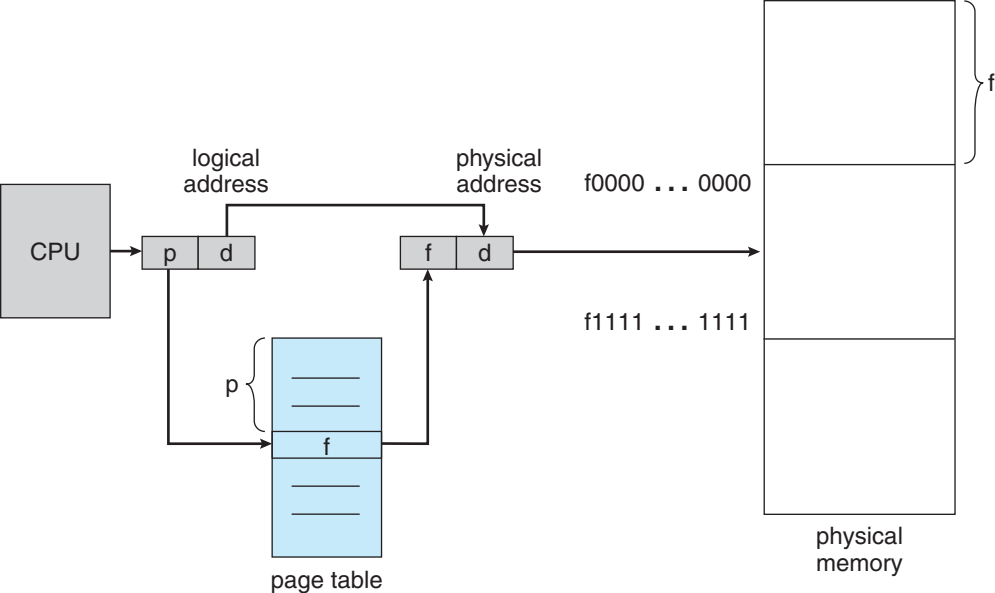 f
logical
address
physical
address
f0000 ... 0000
CPU
p
d
f
d
f1111 ... 1111
p
f
physical
memory
page table